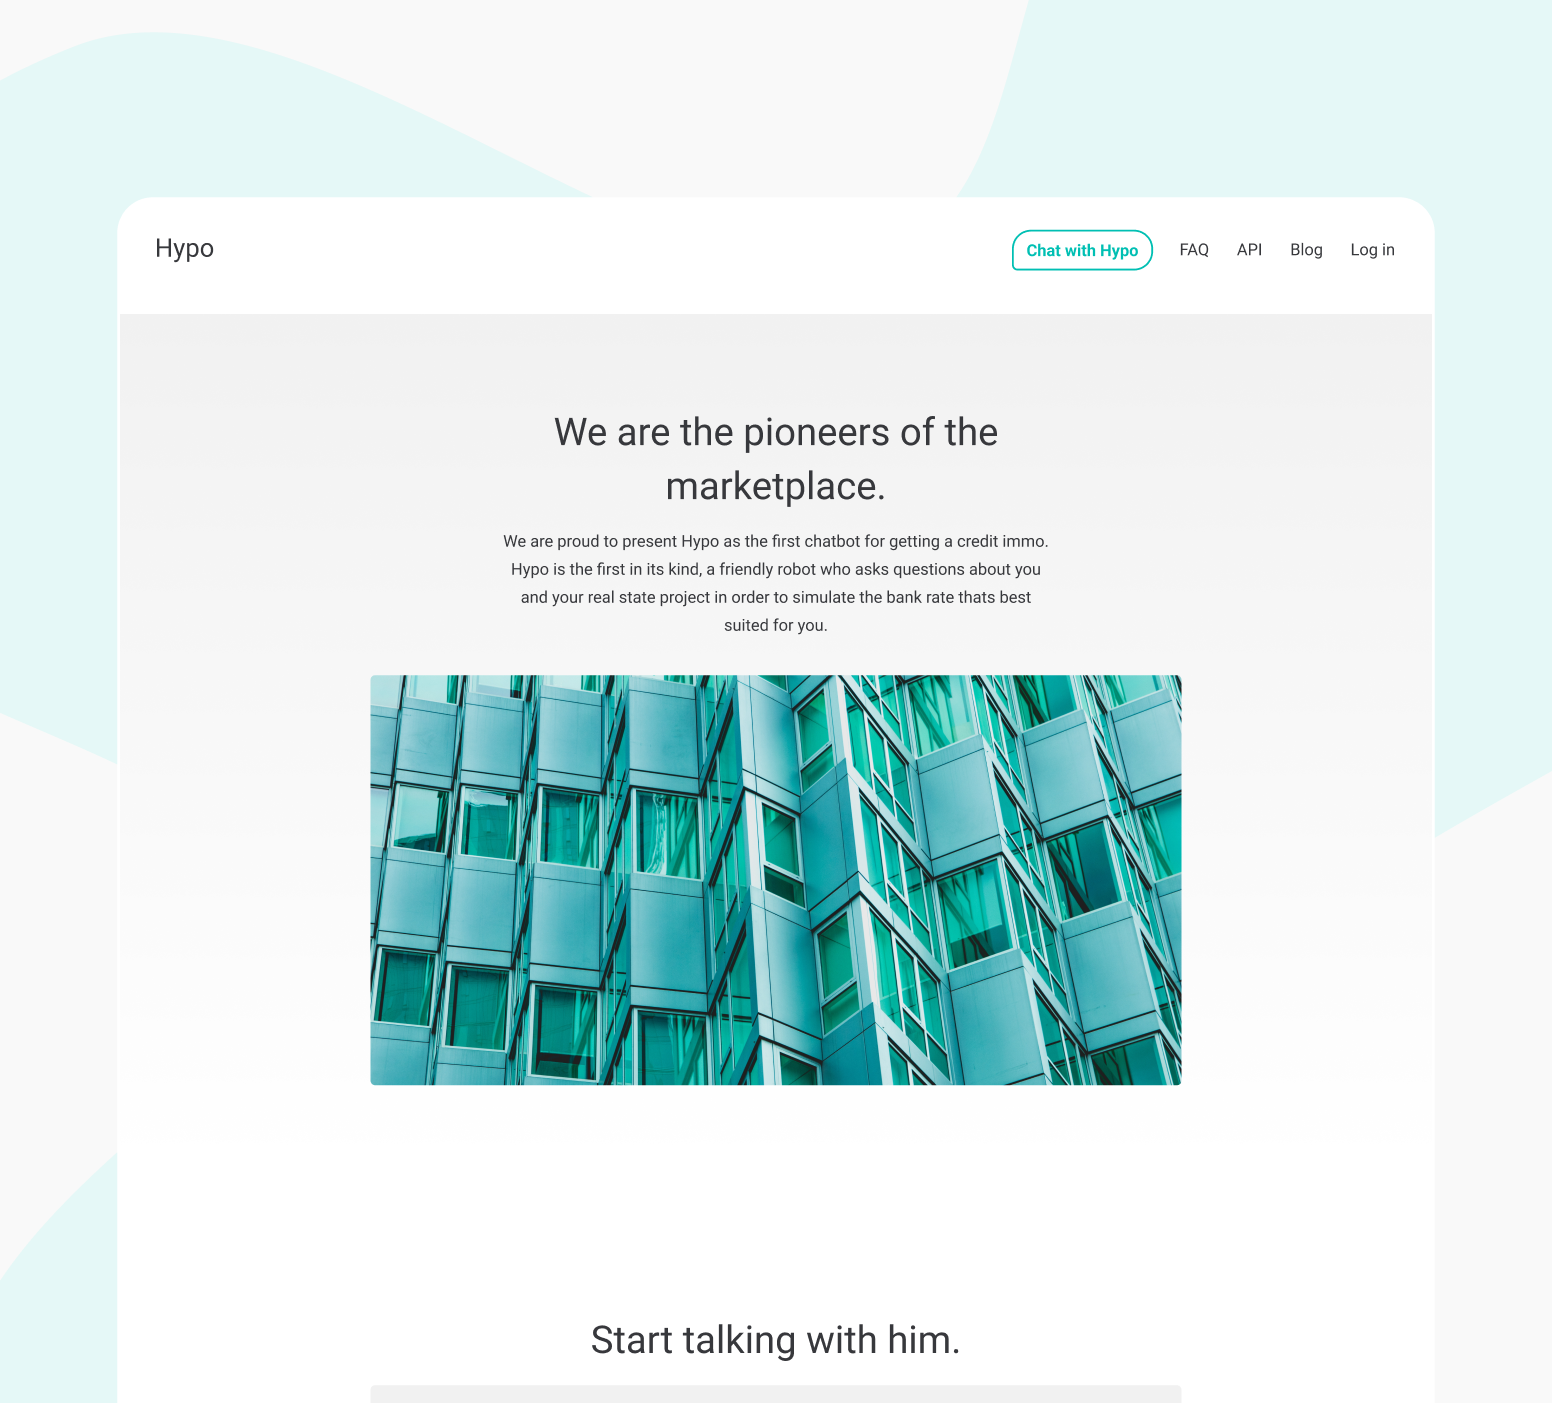 Hypo
Chat with Hypo
FAQ
API
Blog
Log in
We are the pioneers of the
marketplace.
We are proud to present Hypo as the first chatbot for getting a credit immo.
Hypo is the first in its kind, a friendly robot who asks questions about you
and your real state project in order to simulate the bank rate thats best
suited for you.
Start talking with him.